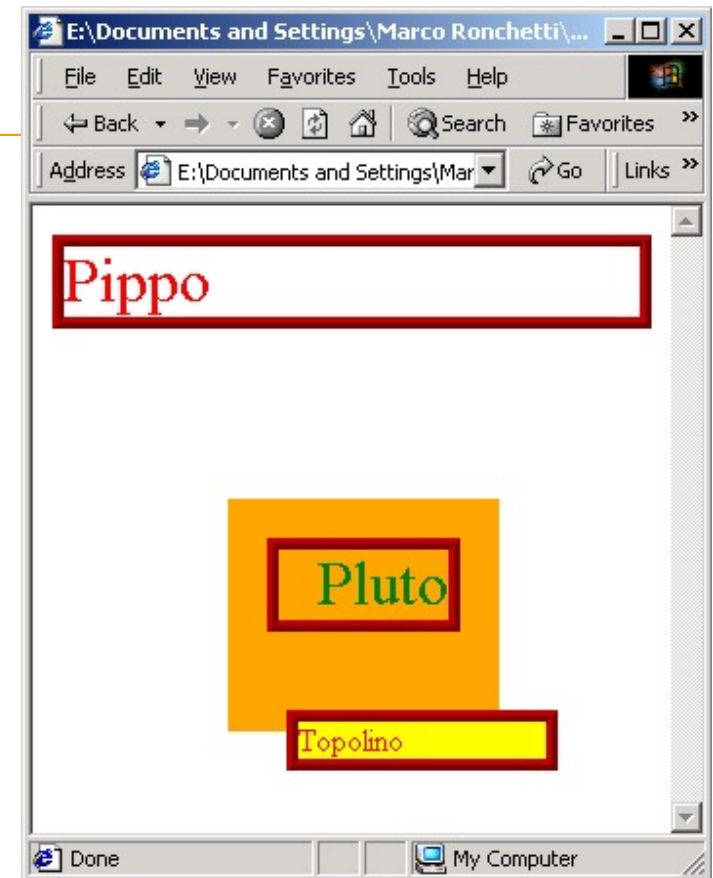 E:\Documents and Settings\Marco Ronchetti\...
File Edit View Favorites Tools Help
Back Search Favorites »
Address E:\Documents and Settings\Mar Go Links »
Pippo
Pluto
Topolino
Done My Computer